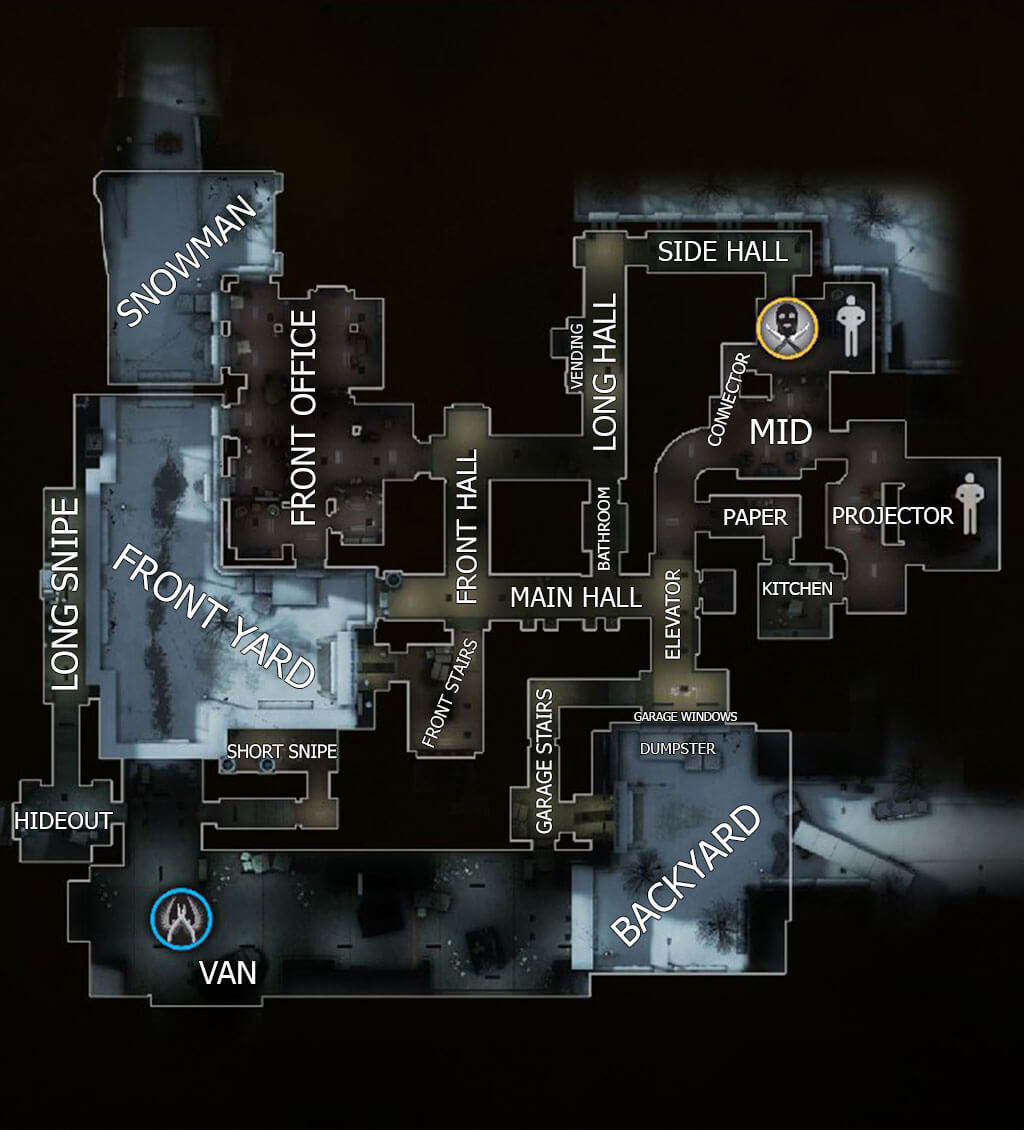 SNOWMAN
SIDE HALL
VENDING
LONG HALL
FRONT OFFICE
CONNECTOR
MID
FRONT HALL
BATHROOM
PAPER
PROJECTOR
LONG SNIPE
FRONT YARD
MAIN HALL
ELEVATOR
KITCHEN
FRONT STAIRS
GARAGE STAIRS
GARAGE WINDOWS
DUMPSTER
SHORT SNIPE
HIDEOUT
BACKYARD
VAN